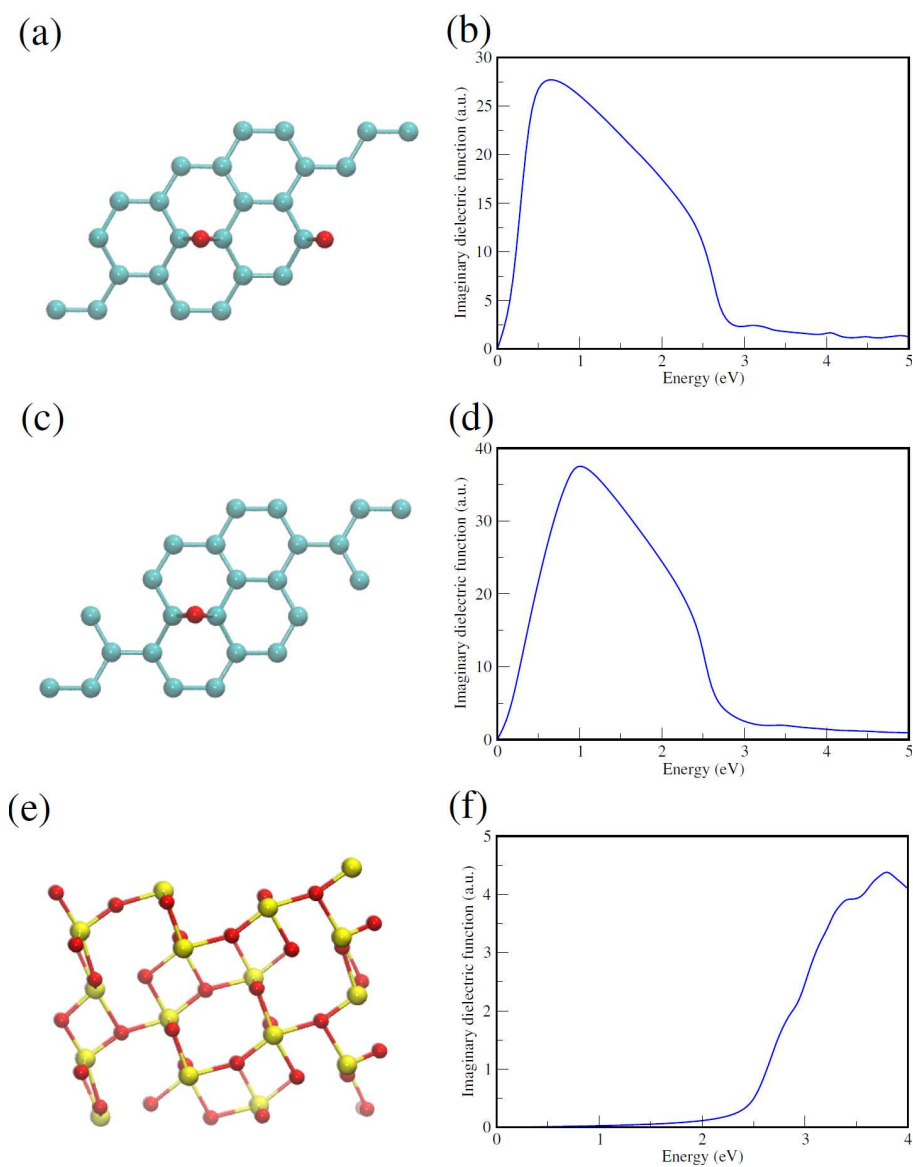 (a)
(b)
Imaginary dielectric function (a.u.)
30
25
20
15
10
5
0
0 1 2 3 4 5
Energy (eV)
(c)
(d)
Imaginary dielectric function (a.u.)
40
30
20
10
0
0 1 2 3 4 5
Energy (eV)
(e)
(f)
Imaginary dielectric function (a.u.)
5
4
3
2
1
0
0 1 2 3 4
Energy (eV)